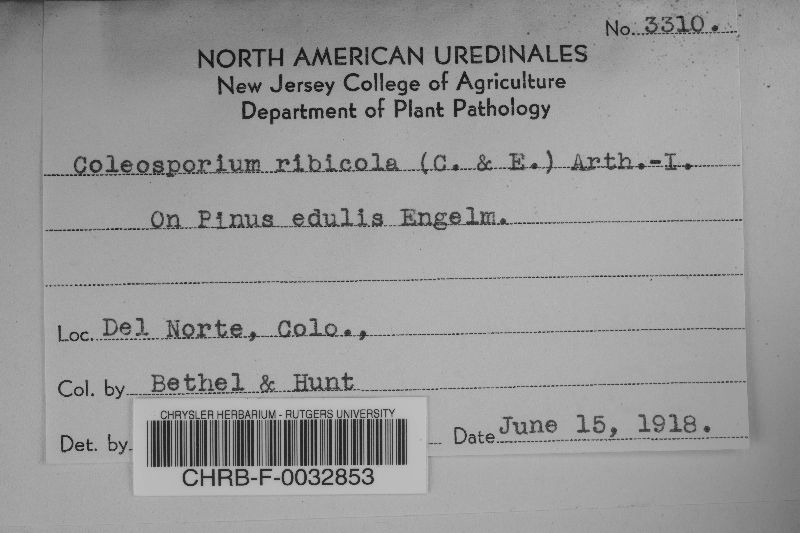 No. 3310.
NORTH AMERICAN UREDINALES
New Jersey College of Agriculture
Department of Plant Pathology
Coleosporium ribicola (C. & E.) Arth.-I.
On Pinus edulis Engelm.
Loc. Del Norte, Colo.,
Col. by Bethel & Hunt
Det. by
Date June 15, 1918.
CHRYSLER HERBARIUM - RUTGERS UNIVERSITY
CHRB-F-0032853